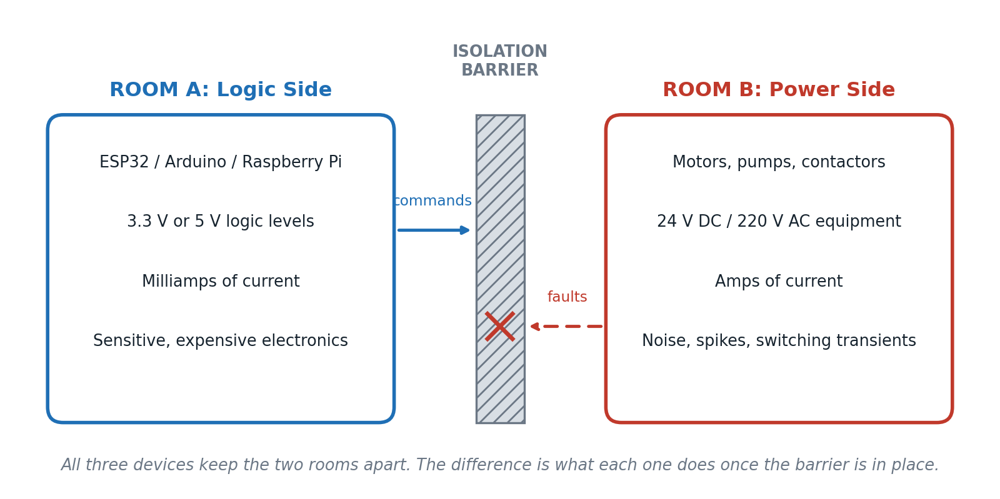 ISOLATION
BARRIER
ROOM A: Logic Side
ROOM B: Power Side
ESP32 / Arduino / Raspberry Pi
3.3 V or 5 V logic levels
Milliamps of current
Sensitive, expensive electronics
commands
faults
Motors, pumps, contactors
24 V DC / 220 V AC equipment
Amps of current
Noise, spikes, switching transients
All three devices keep the two rooms apart. The difference is what each one does once the barrier is in place.